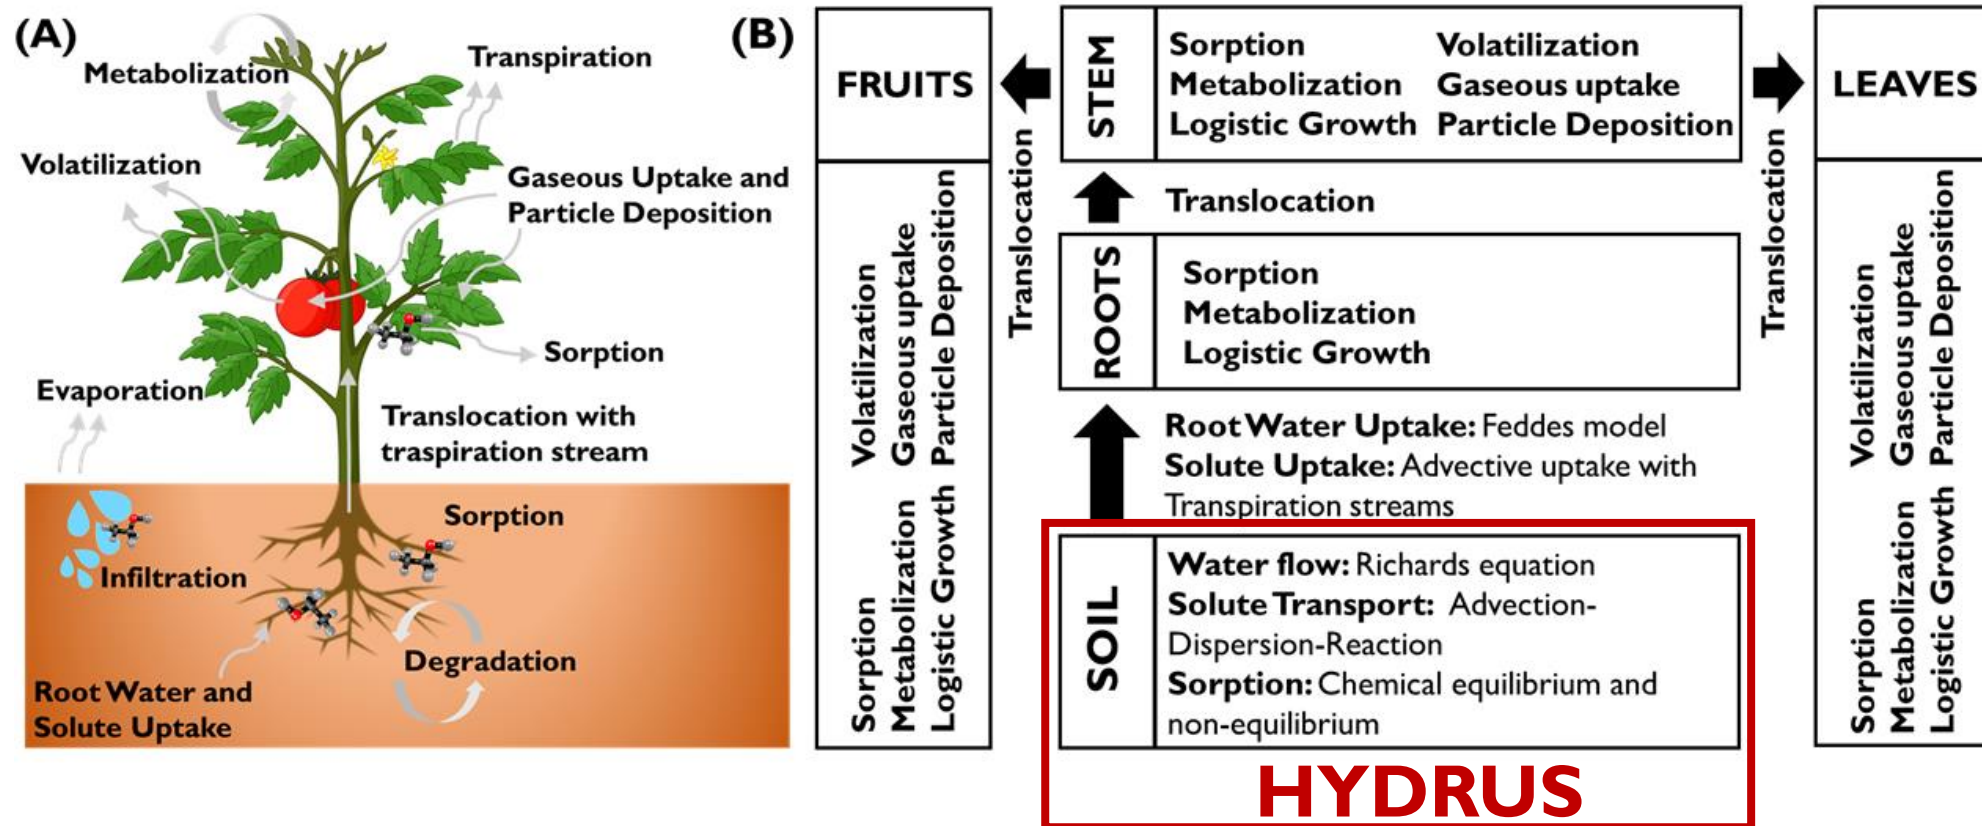 (A)
Metabolization
Transpiration
Volatilization
Gaseous Uptake and
Particle Deposition
Sorption
Evaporation
Translocation with
traspiration stream
Sorption
Infiltration
Degradation
Root Water and
Solute Uptake
(B)
FRUITS
Sorption
Metabolization
Logistic Growth
Volatilization
Gaseous uptake
Particle Deposition
Translocation
STEM
Sorption
Metabolization
Logistic Growth
Volatilization
Gaseous uptake
Particle Deposition
Translocation
ROOTS
Sorption
Metabolization
Logistic Growth
Root Water Uptake: Feddes model
Solute Uptake: Advective uptake with
Transpiration streams
SOIL
Water flow: Richards equation
Solute Transport: Advection-
Dispersion-Reaction
Sorption: Chemical equilibrium and
non-equilibrium
HYDRUS
Translocation
LEAVES
Sorption
Metabolization
Logistic Growth
Volatilization
Gaseous uptake
Particle Deposition